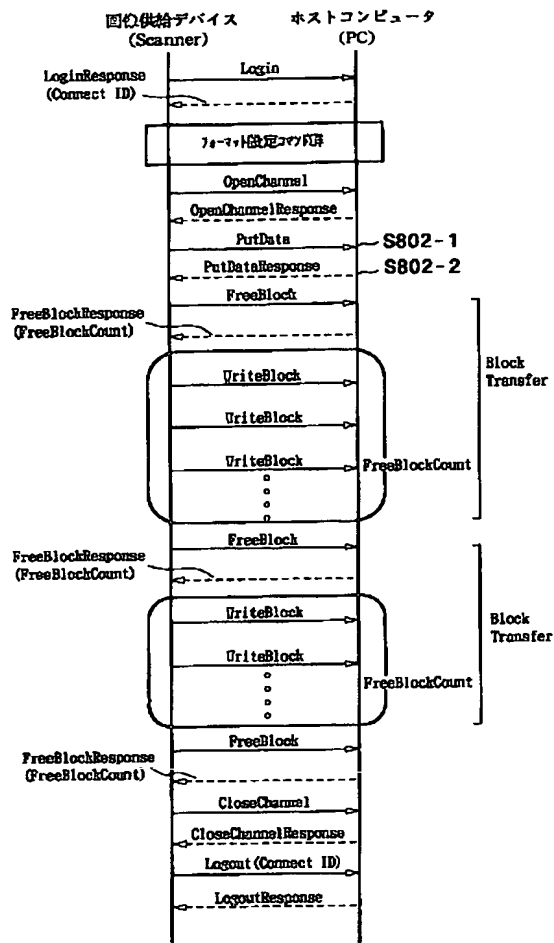 画像供給デバイス ホストコンピュータ
(Scanner) (PC)
Login
LoginResponse
(Connect ID)
フォーマット設定コマンド群
OpenChannel
OpenChannelResponse
PutData S802-1
PutDataResponse S802-2
FreeBlock
FreeBlockResponse
(FreeBlockCount)
Block
Transfer
WriteBlock
WriteBlock
WriteBlock FreeBlockCount
FreeBlock
FreeBlockResponse
(FreeBlockCount)
WriteBlock
Block
Transfer
WriteBlock
FreeBlockCount
FreeBlock
FreeBlockResponse
(FreeBlockCount)
CloseChannel
CloseChannelResponse
Logout(Connect ID)
LogoutResponse